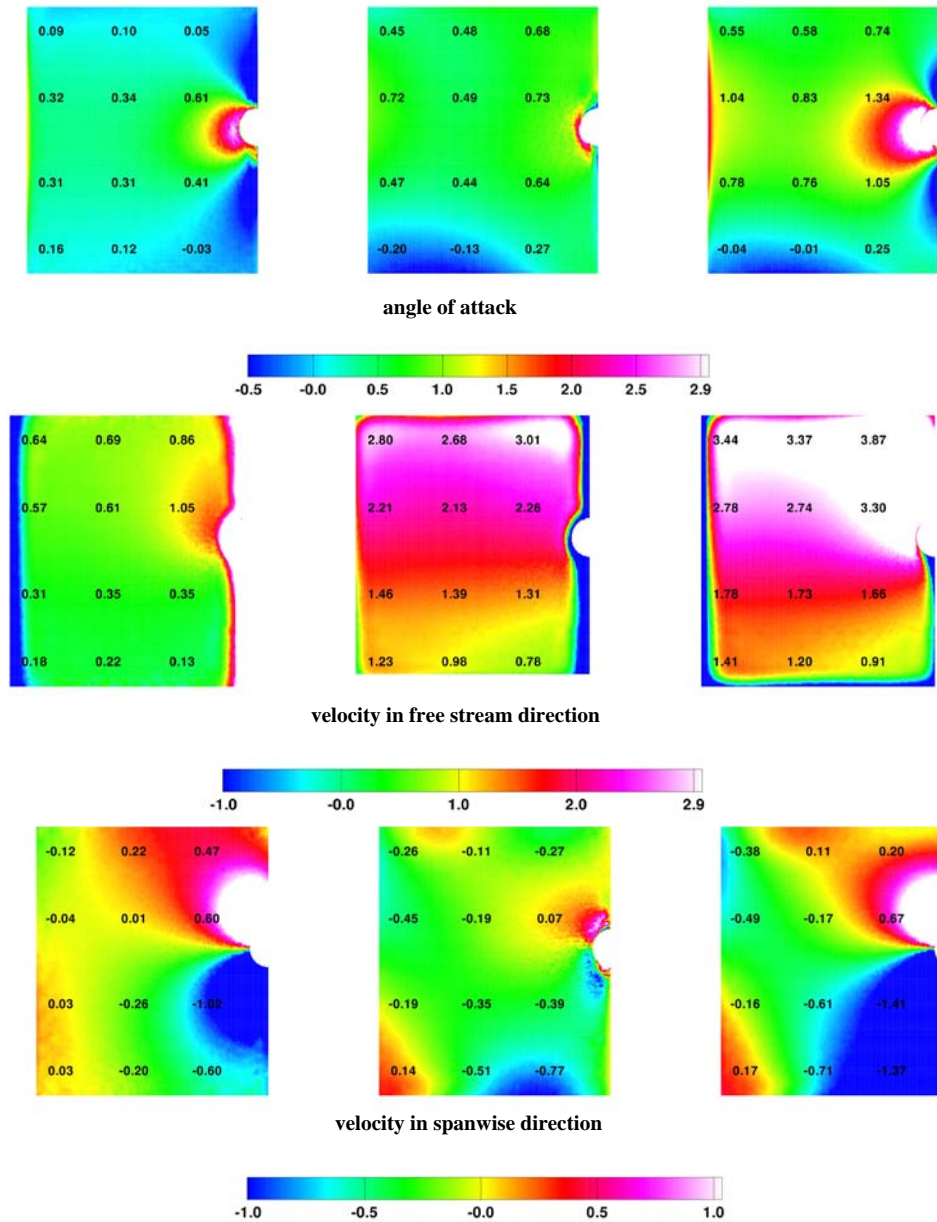 0.09 0.10 0.05 0.45 0.48 0.68 0.55 0.58 0.74
0.32 0.34 0.61 0.72 0.49 0.73 1.04 0.83 1.34
0.31 0.31 0.41 0.47 0.44 0.64 0.78 0.76 1.05
0.16 0.12 -0.03 -0.20 -0.13 0.27 -0.04 -0.01 0.25
angle of attack
-0.5 -0.0 0.5 1.0 1.5 2.0 2.5 2.9
0.64 0.69 0.86 2.80 2.68 3.01 3.44 3.37 3.87
0.57 0.61 1.05 2.21 2.13 2.26 2.78 2.74 3.30
0.31 0.35 0.35 1.46 1.39 1.31 1.78 1.73 1.66
0.18 0.22 0.13 1.23 0.98 0.78 1.41 1.20 0.91
velocity in free stream direction
-1.0 -0.0 1.0 2.0 2.9
-0.12 0.22 0.47 -0.26 -0.11 -0.27 -0.38 0.11 0.20
-0.04 0.01 0.60 -0.45 -0.19 0.07 -0.49 -0.17 0.67
0.03 -0.26 -1.02 -0.19 -0.35 -0.39 -0.16 -0.61 -1.41
0.03 -0.20 -0.60 0.14 -0.51 -0.77 0.17 -0.71 -1.37
velocity in spanwise direction
-1.0 -0.5 -0.0 0.5 1.0